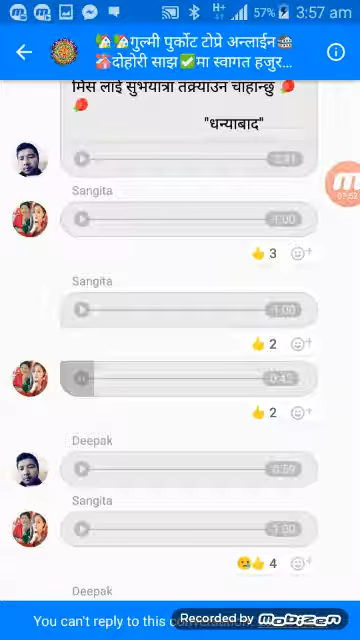 H+
57%
3:57 am
गुल्मी पुर्कोट टोप्रे अन्लाईन
दोहोरी साझ✅मा स्वागत हजुर...
मिस लाई सुभयात्रा तक्र्याउन चाहान्छु
"धन्याबाद"
Sangita
07:52
1:00
3
Sangita
1:00
2
0:42
2
Deepak
0:59
Sangita
1:00
4
Deepak
You can't reply to this
Recorded by Mobizen